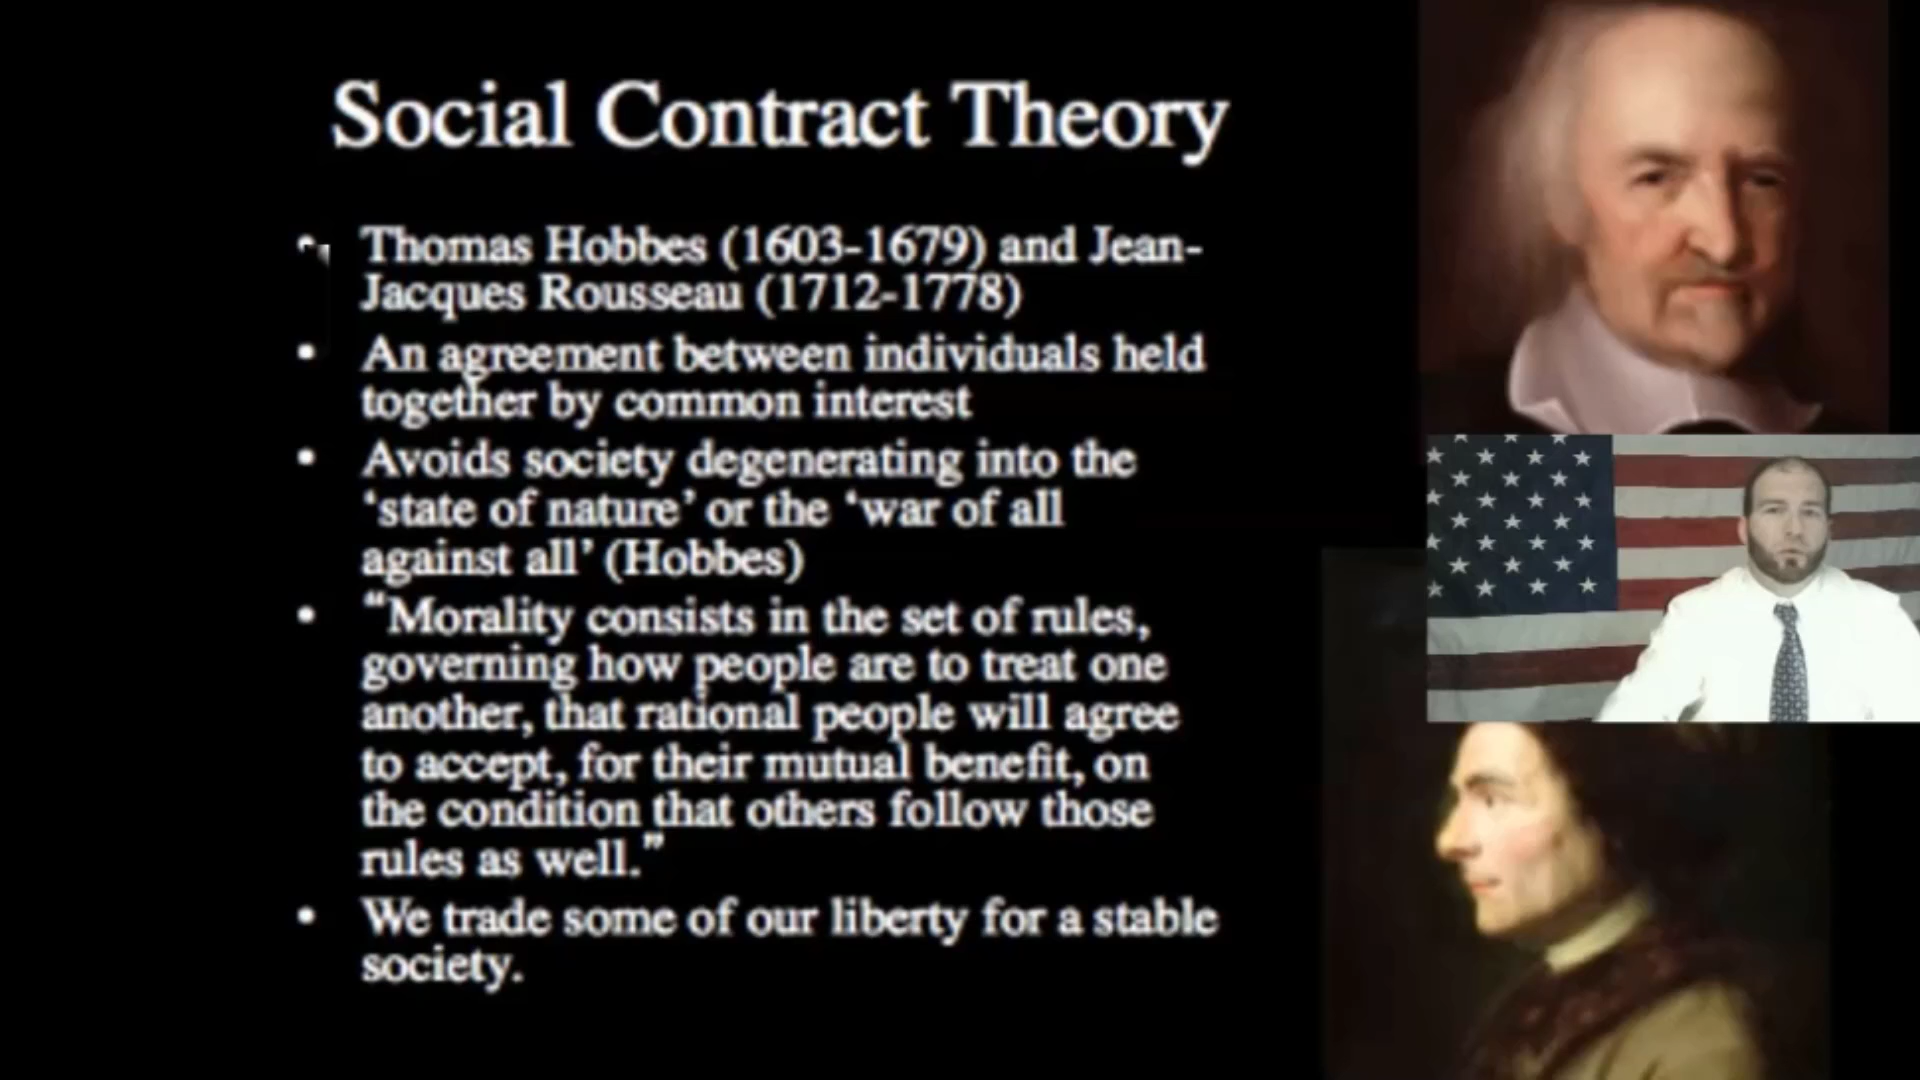 Social Contract Theory
• Thomas Hobbes (1603-1679) and Jean-
Jacques Rousseau (1712-1778)
• An agreement between individuals held
together by common interest
• Avoids society degenerating into the
‘state of nature’ or the ‘war of all
against all’ (Hobbes)
• “Morality consists in the set of rules,
governing how people are to treat one
another, that rational people will agree
to accept, for their mutual benefit, on
the condition that others follow those
rules as well.”
• We trade some of our liberty for a stable
society.